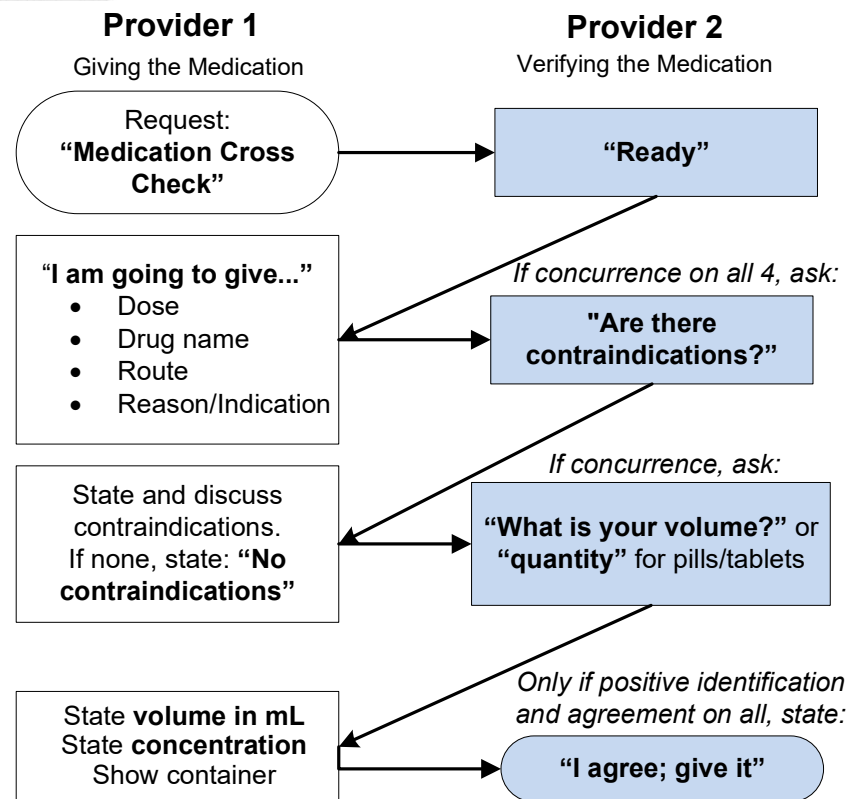 Provider 1
Giving the Medication
Provider 2
Verifying the Medication
Request:
“Medication Cross
Check”
“Ready”
“I am going to give...”
• Dose
• Drug name
• Route
• Reason/Indication
If concurrence on all 4, ask:
"Are there
contraindications?”
State and discuss
contraindications.
If none, state: “No
contraindications”
If concurrence, ask:
“What is your volume?” or
“quantity” for pills/tablets
State volume in mL
State concentration
Show container
Only if positive identification
and agreement on all, state:
“I agree; give it”